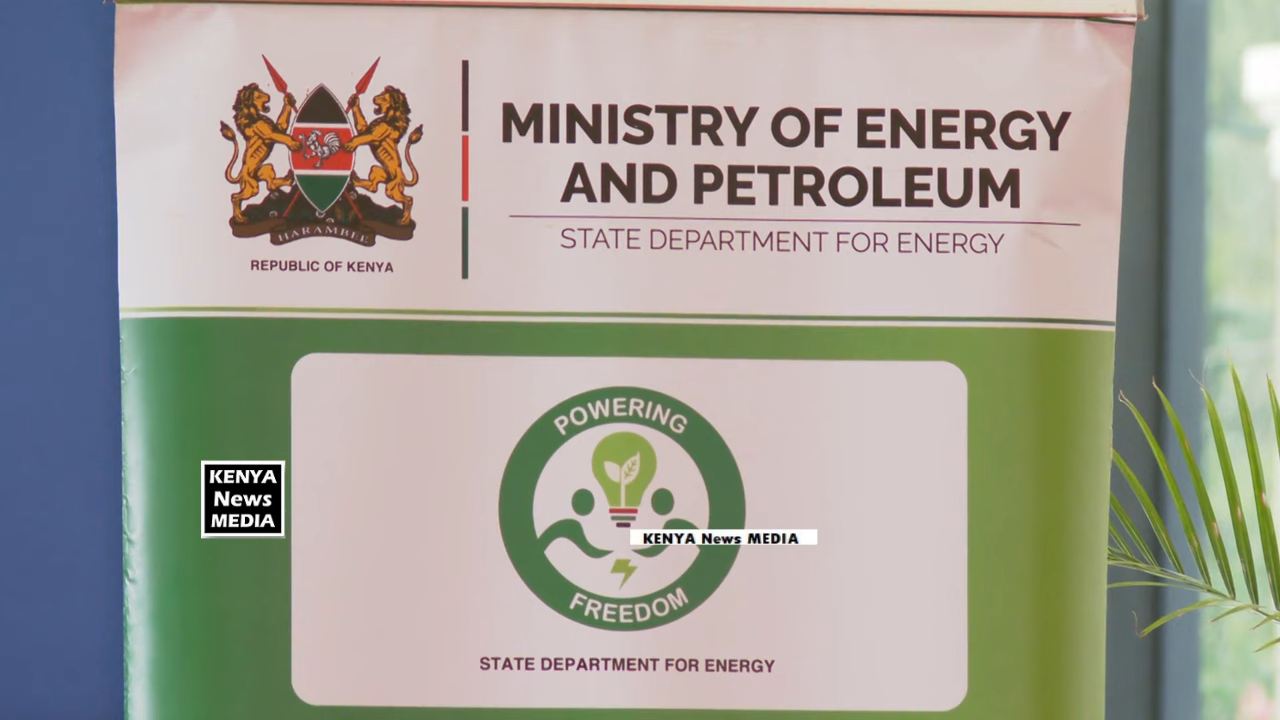 MINISTRY OF ENERGY
AND PETROLEUM
STATE DEPARTMENT FOR ENERGY
HARAMBEE
REPUBLIC OF KENYA
POWERING
FREEDOM
STATE DEPARTMENT FOR ENERGY
KENYA
News
MEDIA
KENYA News MEDIA